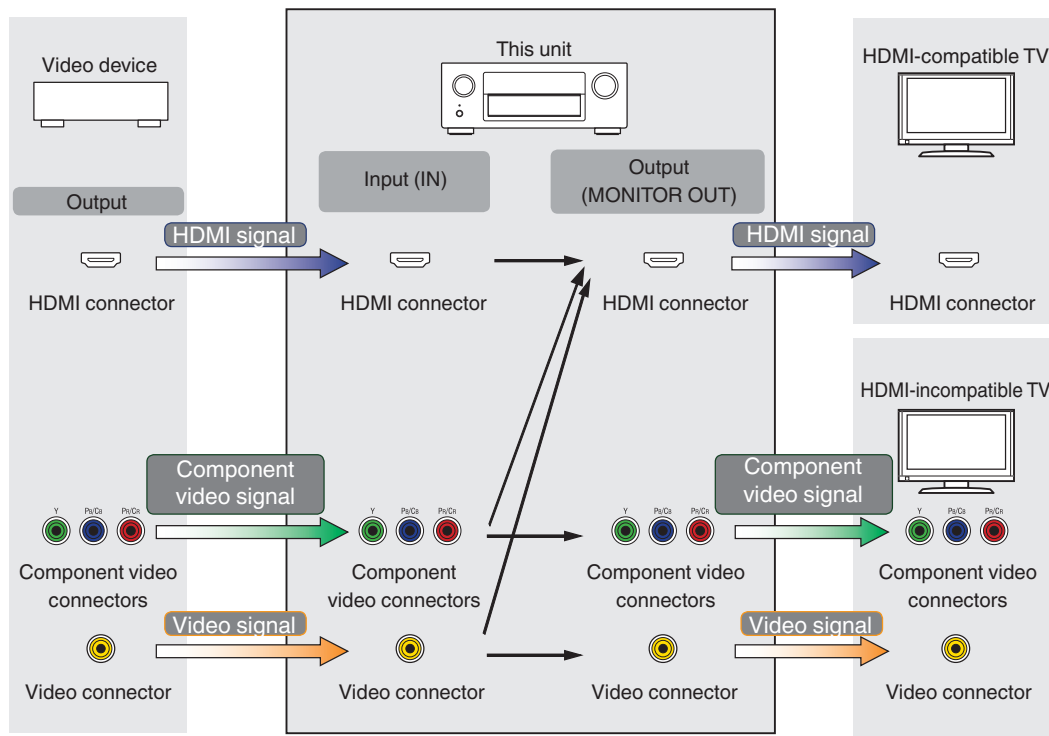 This unit
Video device
HDMI-compatible TV
Input (IN)
Output
(MONITOR OUT)
Output
HDMI signal
HDMI signal
HDMI connector
HDMI connector
HDMI connector
HDMI connector
HDMI-incompatible TV
Component
video signal
Component
video signal
Y PB/CB PR/CR
Y PB/CB PR/CR
Y PB/CB PR/CR
Y PB/CB PR/CR
Component video
connectors
Component
video connectors
Component video
connectors
Component video
connectors
Video signal
Video signal
Video connector
Video connector
Video connector
Video connector